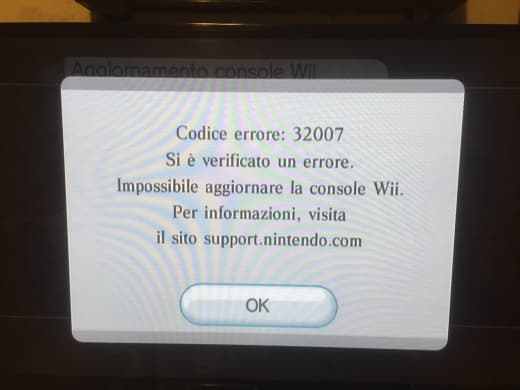 Aggiornamento console Wii
Codice errore: 32007
Si è verificato un errore.
Impossibile aggiornare la console Wii.
Per informazioni, visita
il sito support.nintendo.com
OK